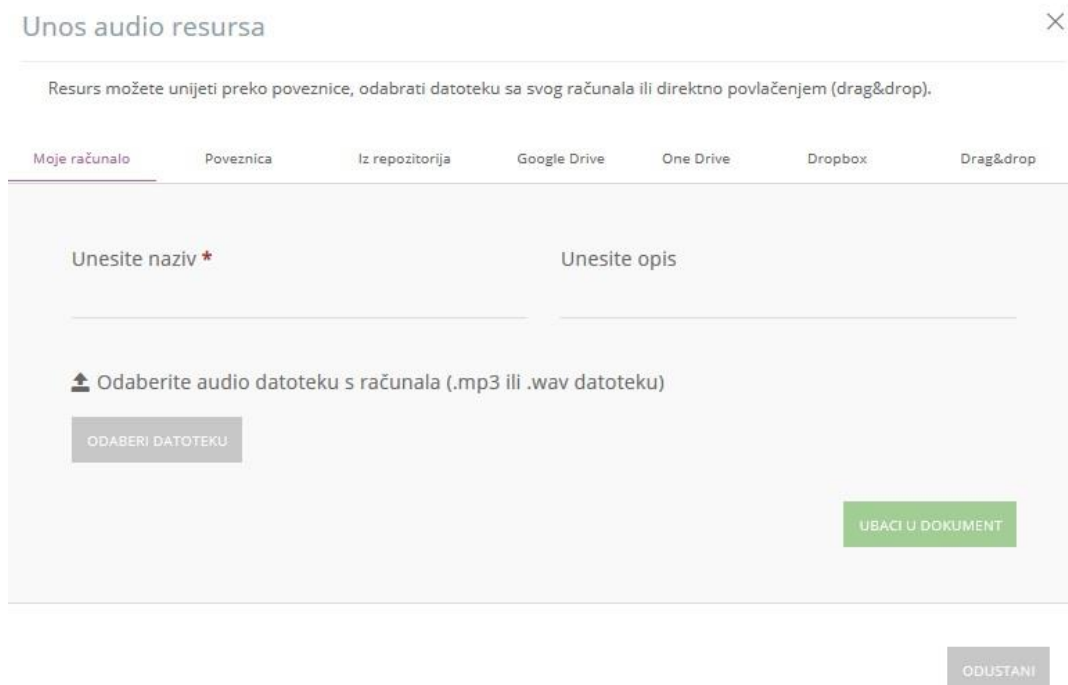 Unos audio resursa
Resurs možete unijeti preko poveznice, odabrati datoteku sa svog računala ili direktno povlačenjem (drag&drop).
Moje računalo Poveznica Iz repozitorija Google Drive One Drive Dropbox Drag&drop
Unesite naziv * Unesite opis
Odaberite audio datoteku s računala (.mp3 ili .wav datoteku)
ODABERI DATOTEKU
UBACI U DOKUMENT
ODUSTANI